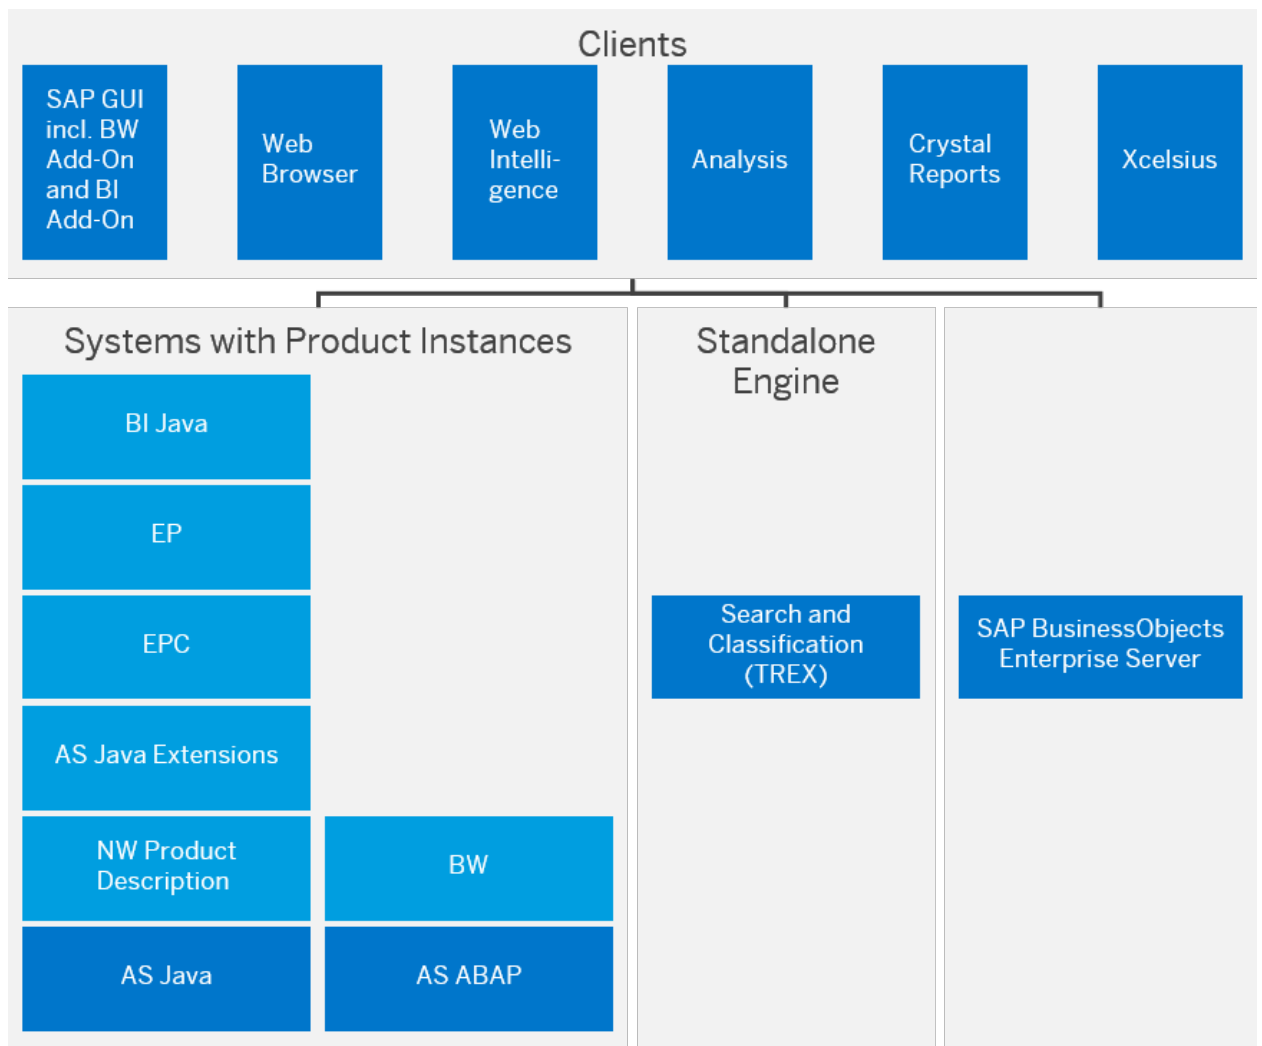 Clients
SAP GUI
incl. BW
Add-On
and BI
Add-On
Web
Browser
Web
Intelli-
gence
Analysis
Crystal
Reports
Xcelsius
Systems with Product Instances
BI Java
EP
EPC
AS Java Extensions
NW Product
Description
BW
AS Java
AS ABAP
Standalone
Engine
Search and
Classification
(TREX)
SAP BusinessObjects
Enterprise Server